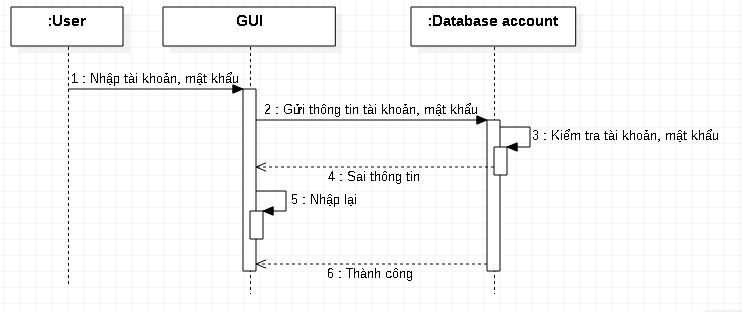 :User
GUI
:Database account
1 : Nhập tài khoản, mật khẩu
2 : Gửi thông tin tài khoản, mật khẩu
3 : Kiểm tra tài khoản, mật khẩu
4 : Sai thông tin
5 : Nhập lại
6 : Thành công